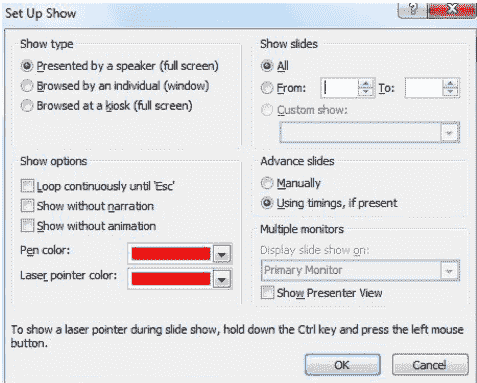 Set Up Show
Show type
Presented by a speaker (full screen)
Browsed by an individual (window)
Browsed at a kiosk (full screen)
Show slides
All
From: To:
Custom show:
Show options
Loop continuously until 'Esc'
Show without narration
Show without animation
Pen color:
Laser pointer color:
Advance slides
Manually
Using timings, if present
Multiple monitors
Display slide show on:
Primary Monitor
Show Presenter View
To show a laser pointer during slide show, hold down the Ctrl key and press the left mouse
button.
OK Cancel